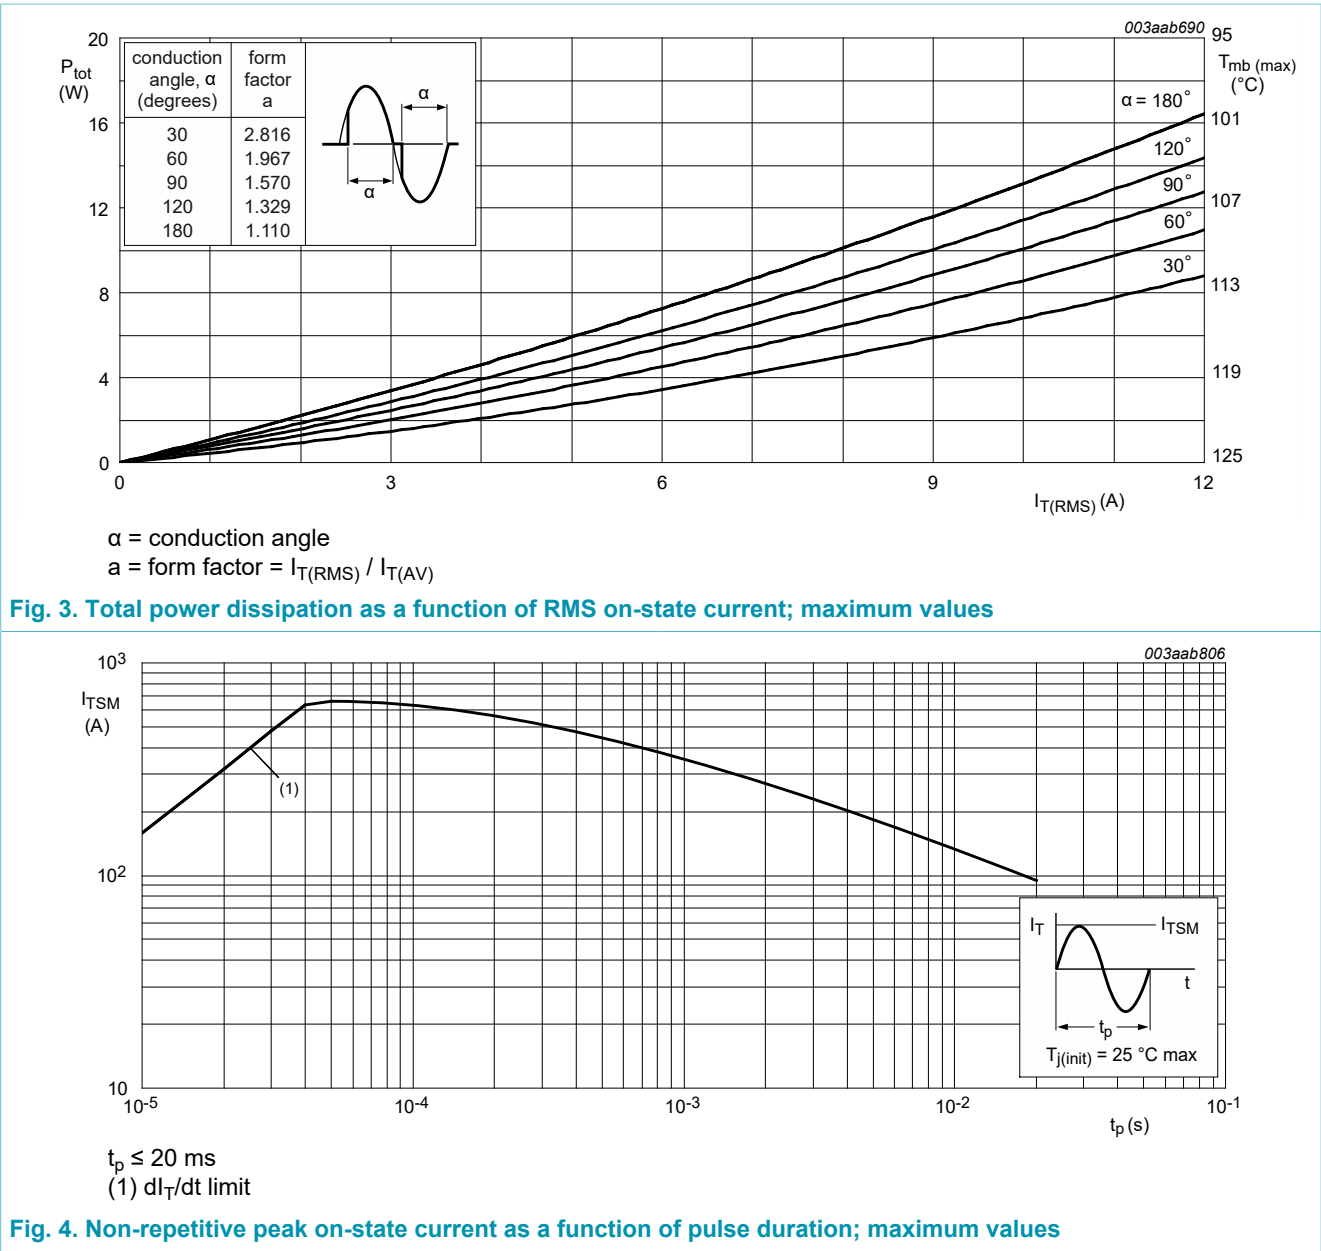 003aab690
20
95
P_tot
(W)
T_mb (max)
(°C)
conduction angle, α (degrees)
form factor a
30 2.816
60 1.967
90 1.570
120 1.329
180 1.110
α
α
16
12
8
4
0
α = 180°
120°
90°
60°
30°
101
107
113
119
125
0
3
6
9
12
I_T(RMS) (A)
α = conduction angle
a = form factor = I_T(RMS) / I_T(AV)
Fig. 3. Total power dissipation as a function of RMS on-state current; maximum values
003aab806
10³
I_TSM
(A)
(1)
10²
10
I_T
I_TSM
t
t_p
T_j(init) = 25 °C max
10⁻⁵
10⁻⁴
10⁻³
10⁻²
10⁻¹
t_p (s)
t_p ≤ 20 ms
(1) dI_T/dt limit
Fig. 4. Non-repetitive peak on-state current as a function of pulse duration; maximum values